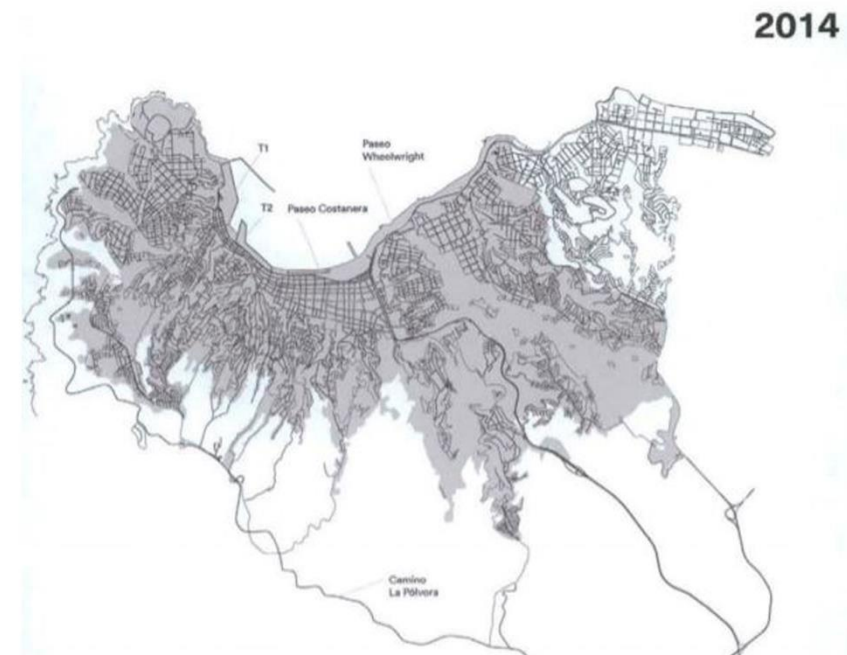 2014
T1
Paseo
Wheelwright
T2
Paseo Costanera
Camino
La Pólvora